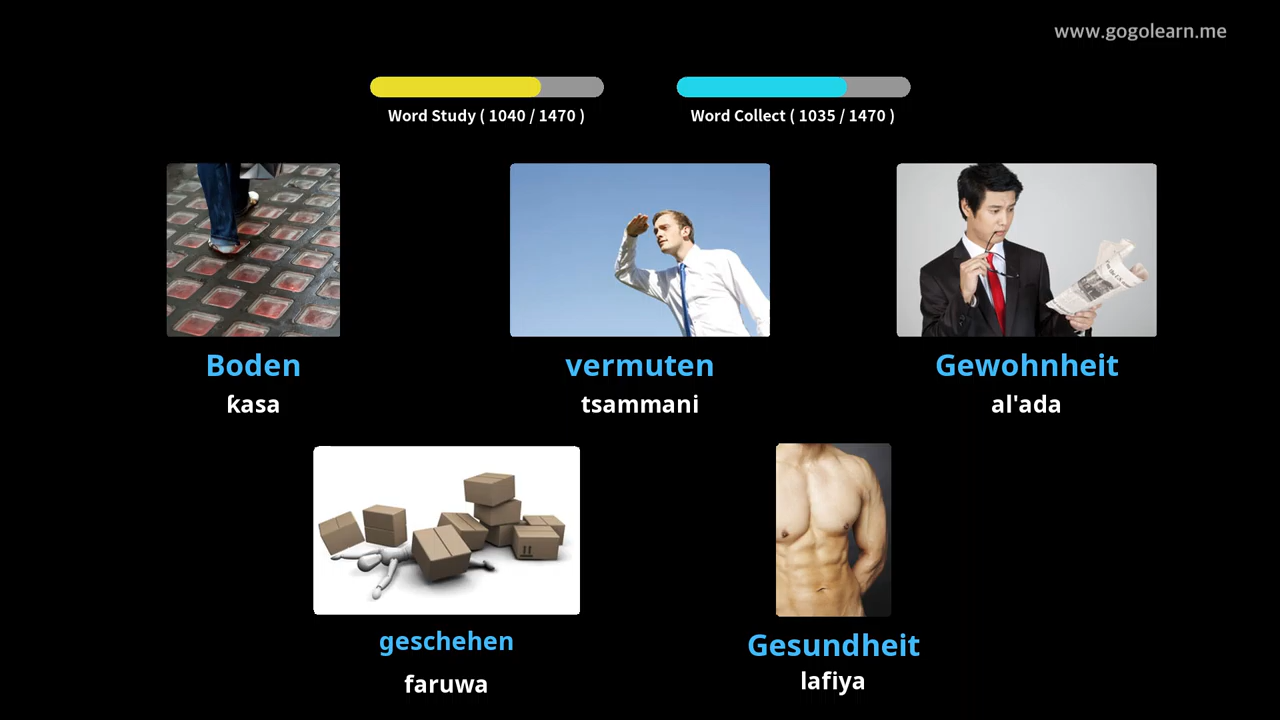 www.gogolearn.me
Word Study ( 1040 / 1470 )
Word Collect ( 1035 / 1470 )
Boden
vermuten
Gewohnheit
ƙasa
tsammani
al'ada
geschehen
Gesundheit
faruwa
lafiya